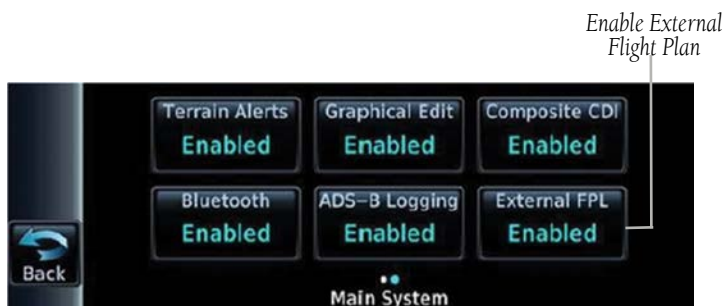 Enable External
Flight Plan
Terrain Alerts
Enabled
Graphical Edit
Enabled
Composite CDI
Enabled
Bluetooth
Enabled
ADS-B Logging
Enabled
External FPL
Enabled
Back
Main System